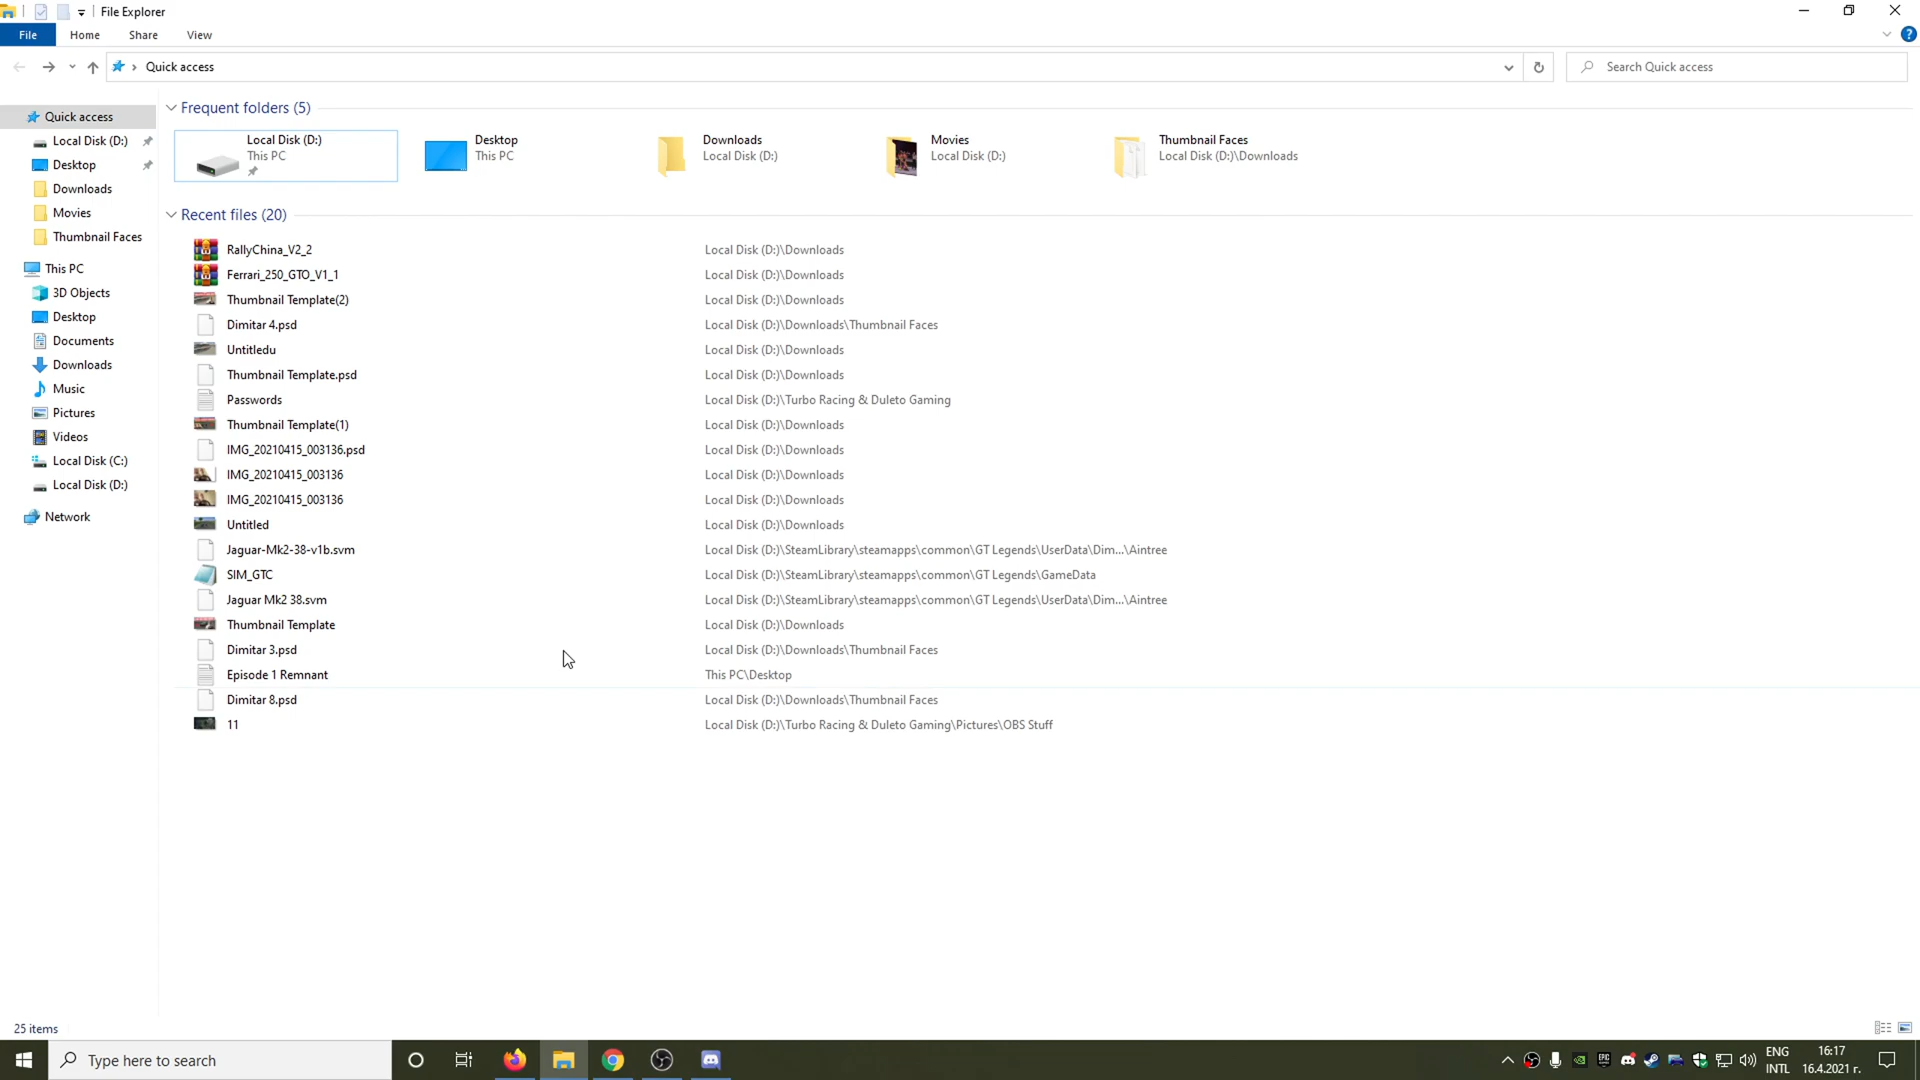 File Explorer
File Home Share View
Quick access
Search Quick access
Quick access
Local Disk (D:)
Desktop
Downloads
Movies
Thumbnail Faces
This PC
3D Objects
Desktop
Documents
Downloads
Music
Pictures
Videos
Local Disk (C:)
Local Disk (D:)
Network
Frequent folders (5)
Local Disk (D:)
This PC
Desktop
This PC
Downloads
Local Disk (D:)
Movies
Local Disk (D:)
Thumbnail Faces
Local Disk (D:)\Downloads
Recent files (20)
RallyChina_V2_2 Local Disk (D:)\Downloads
Ferrari_250_GTO_V1_1 Local Disk (D:)\Downloads
Thumbnail Template(2) Local Disk (D:)\Downloads
Dimitar 4.psd Local Disk (D:)\Downloads\Thumbnail Faces
Untitledu Local Disk (D:)\Downloads
Thumbnail Template.psd Local Disk (D:)\Downloads
Passwords Local Disk (D:)\Turbo Racing & Duleto Gaming
Thumbnail Template(1) Local Disk (D:)\Downloads
IMG_20210415_003136.psd Local Disk (D:)\Downloads
IMG_20210415_003136 Local Disk (D:)\Downloads
IMG_20210415_003136 Local Disk (D:)\Downloads
Untitled Local Disk (D:)\Downloads
Jaguar-Mk2-38-v1b.svm Local Disk (D:)\SteamLibrary\steamapps\common\GT Legends\UserData\Dim...\Aintree
SIM_GTC Local Disk (D:)\SteamLibrary\steamapps\common\GT Legends\GameData
Jaguar Mk2 38.svm Local Disk (D:)\SteamLibrary\steamapps\common\GT Legends\UserData\Dim...\Aintree
Thumbnail Template Local Disk (D:)\Downloads
Dimitar 3.psd Local Disk (D:)\Downloads\Thumbnail Faces
Episode 1 Remnant This PC\Desktop
Dimitar 8.psd Local Disk (D:)\Downloads\Thumbnail Faces
11 Local Disk (D:)\Turbo Racing & Duleto Gaming\Pictures\OBS Stuff
25 items
Type here to search
ENG
INTL
16:17
16.4.2021 г.